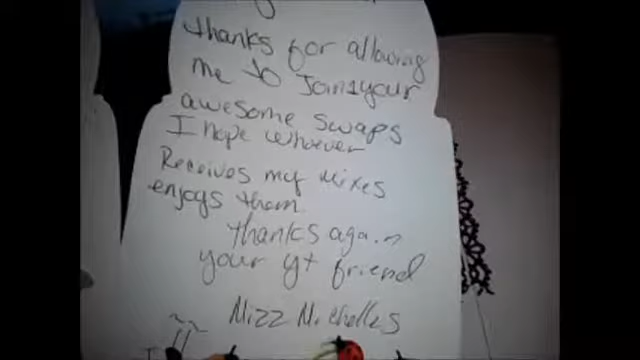 thanks for allowing
me to Join your
awesome swaps
I hope whoever
Receives my mixes
enjoys them
thanks again
your yt friend
Mizz Michelles